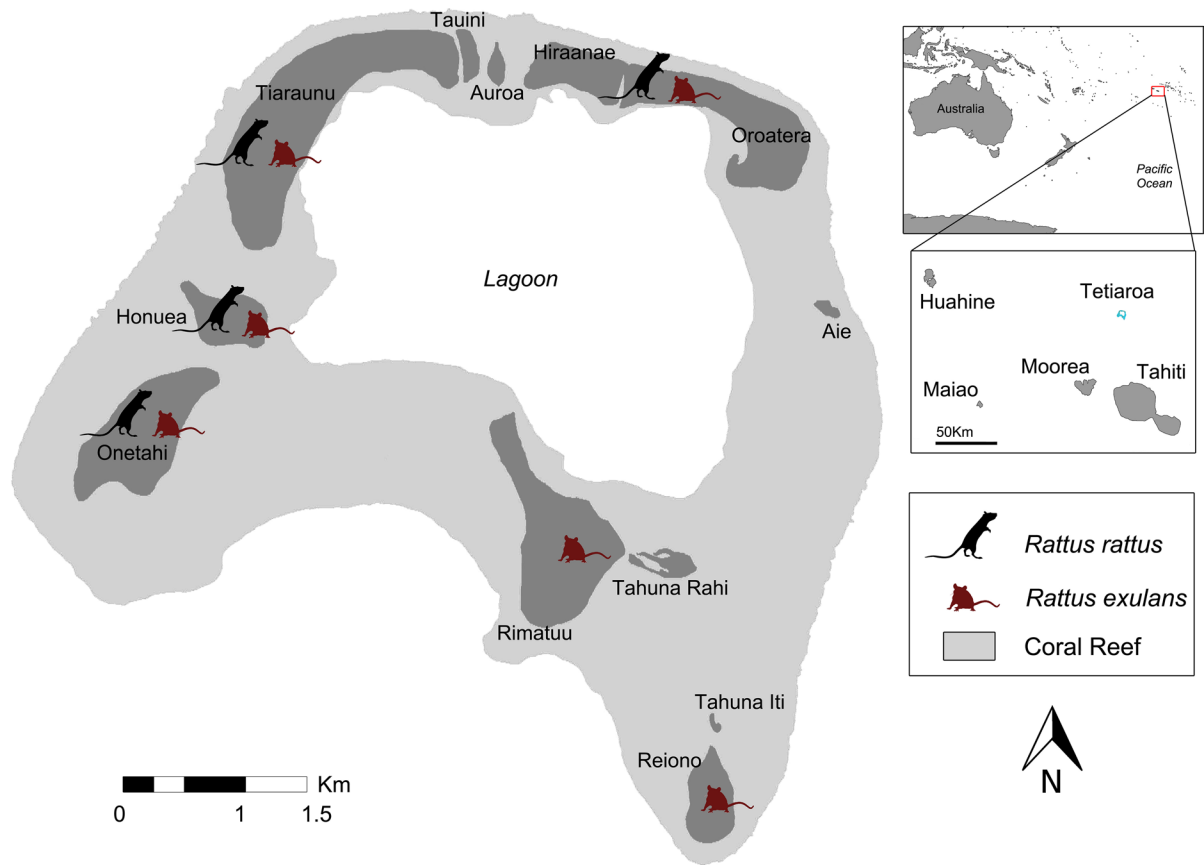 Tauini
Hiraanae
Tiaraunu
Auroa
Oroatera
Lagoon
Honuea
Aie
Onetahi
Tahuna Rahi
Rimatuu
Tahuna Iti
Reiono
Km
0 1 1.5
Australia
Pacific
Ocean
Huahine
Tetiaroa
Moorea
Tahiti
Maiao
50Km
Rattus rattus
Rattus exulans
Coral Reef
N